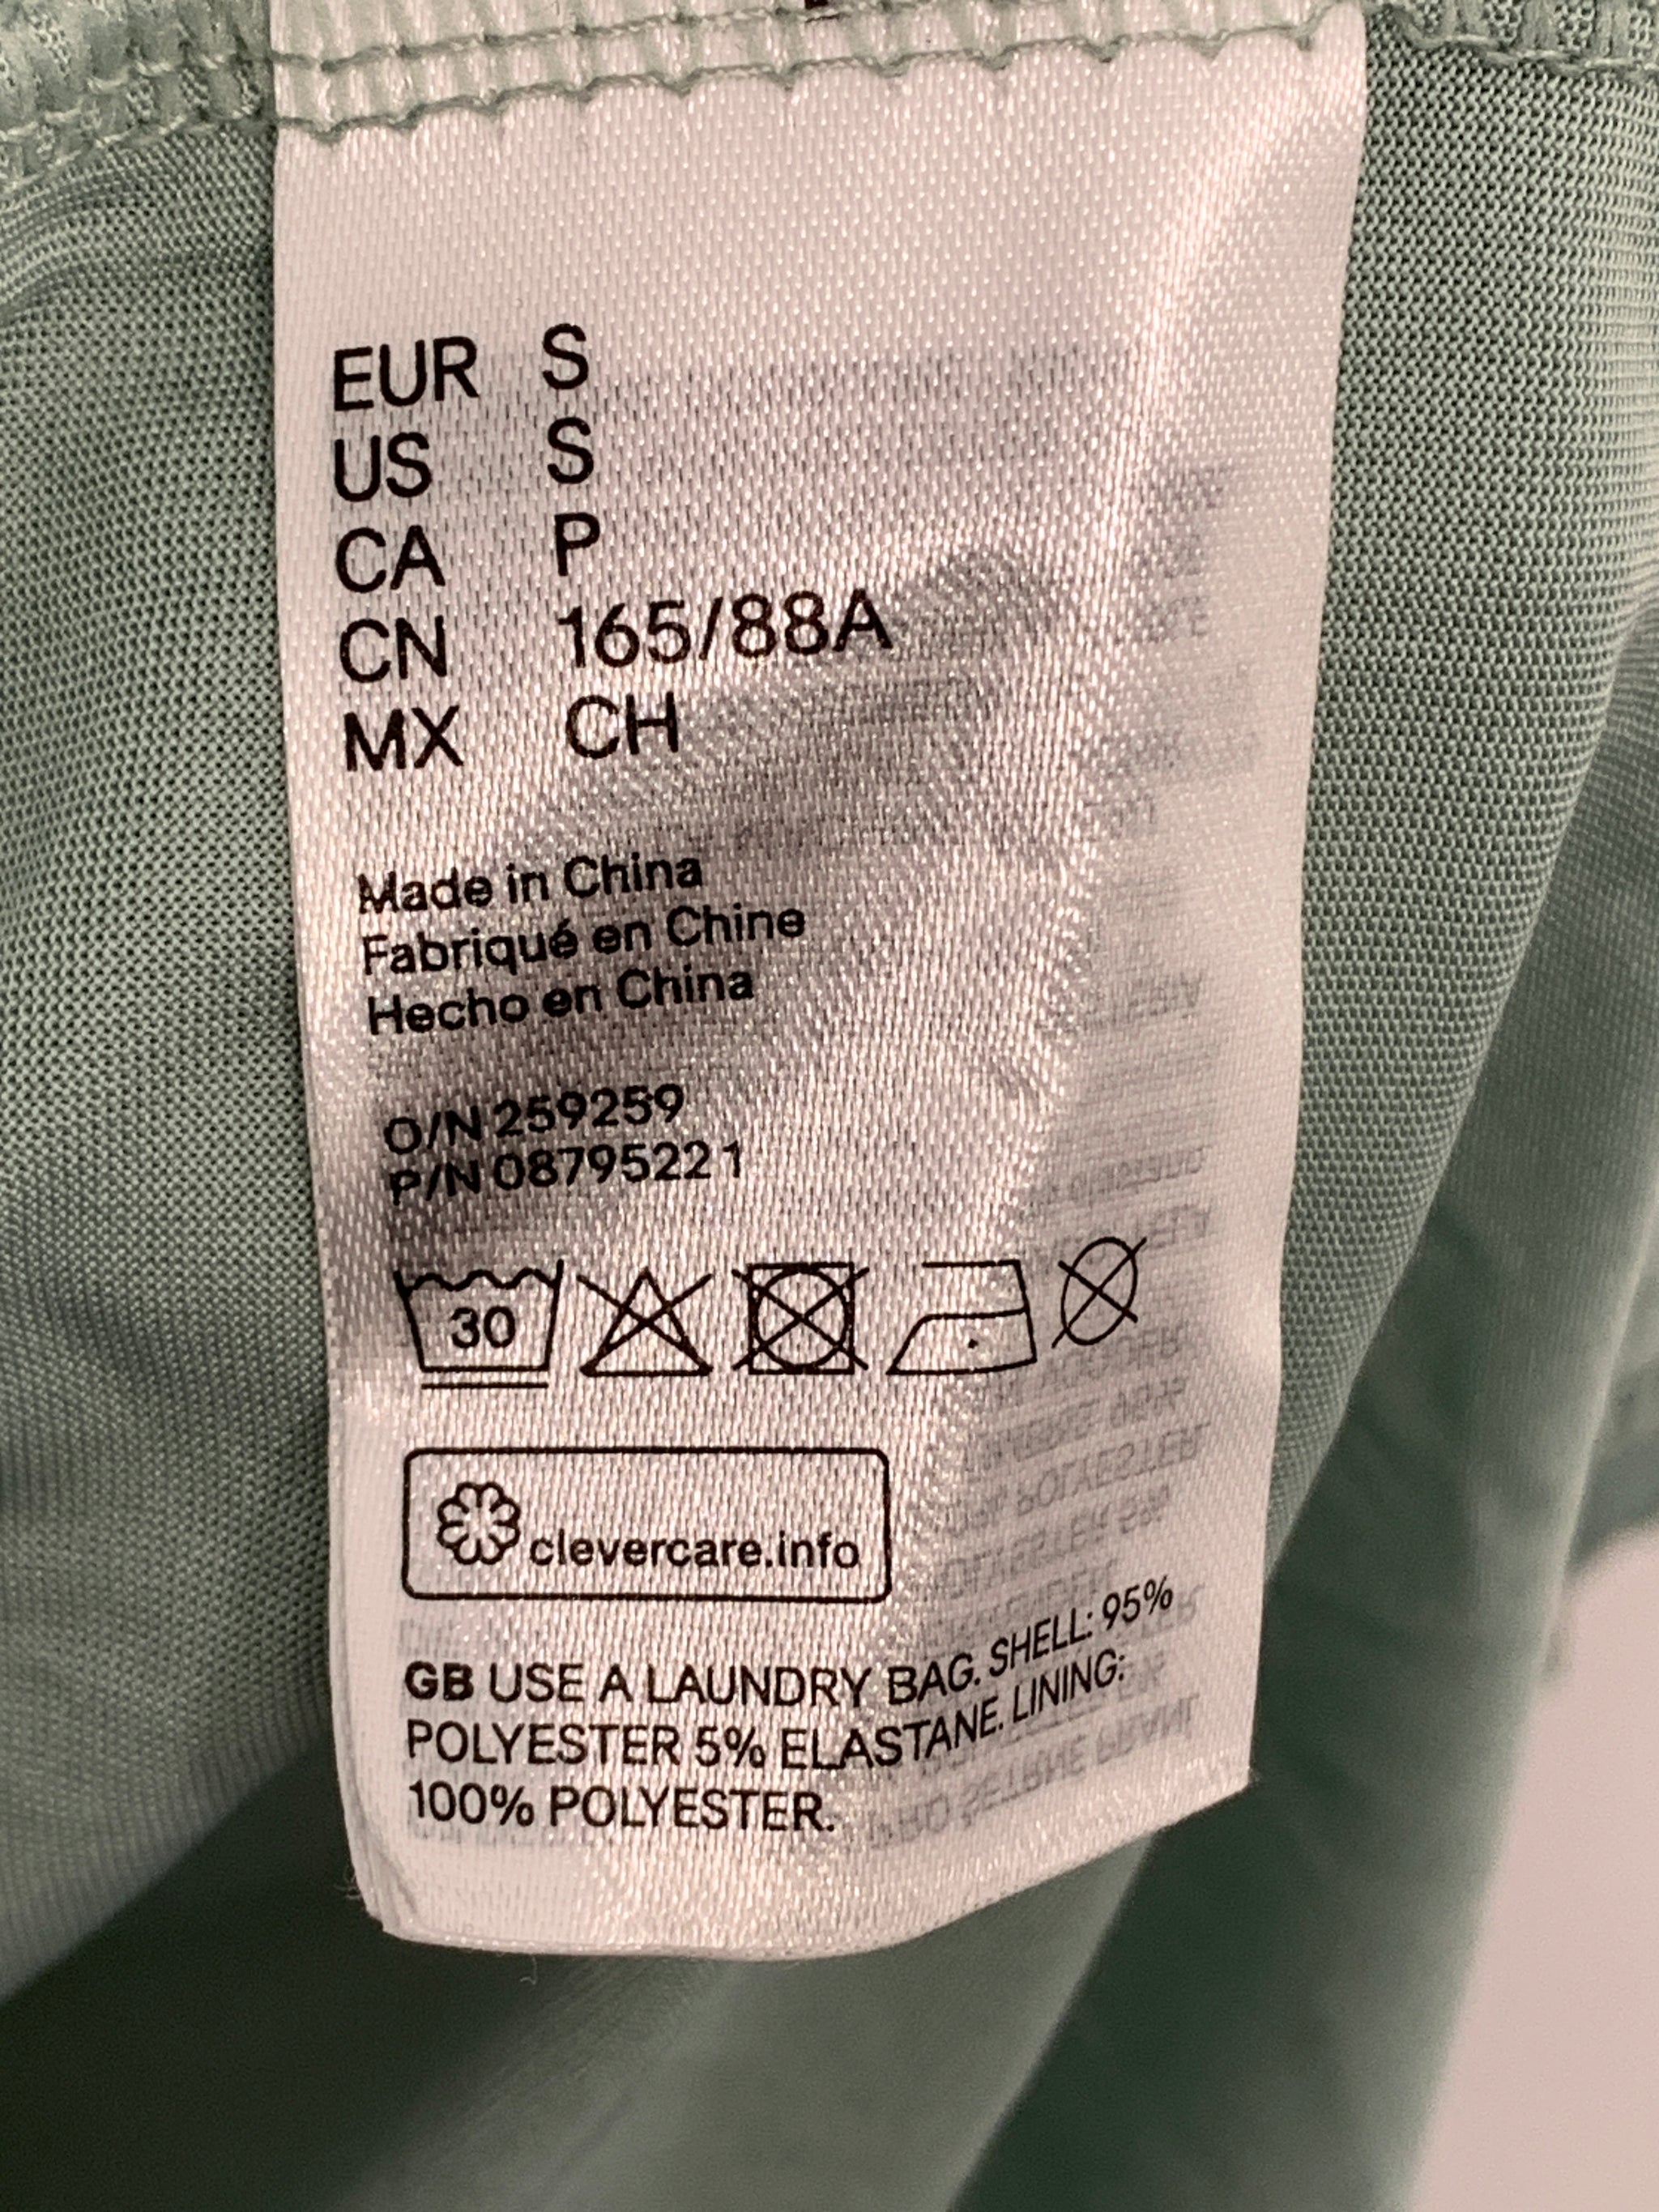 EUR S
US S
CA P
CN 165/88A
MX CH
Made in China
Fabriqué en Chine
Hecho en China
O/N 259259
P/N 08795221
30
clevercare.info
GB USE A LAUNDRY BAG. SHELL: 95%
POLYESTER 5% ELASTANE. LINING:
100% POLYESTER.